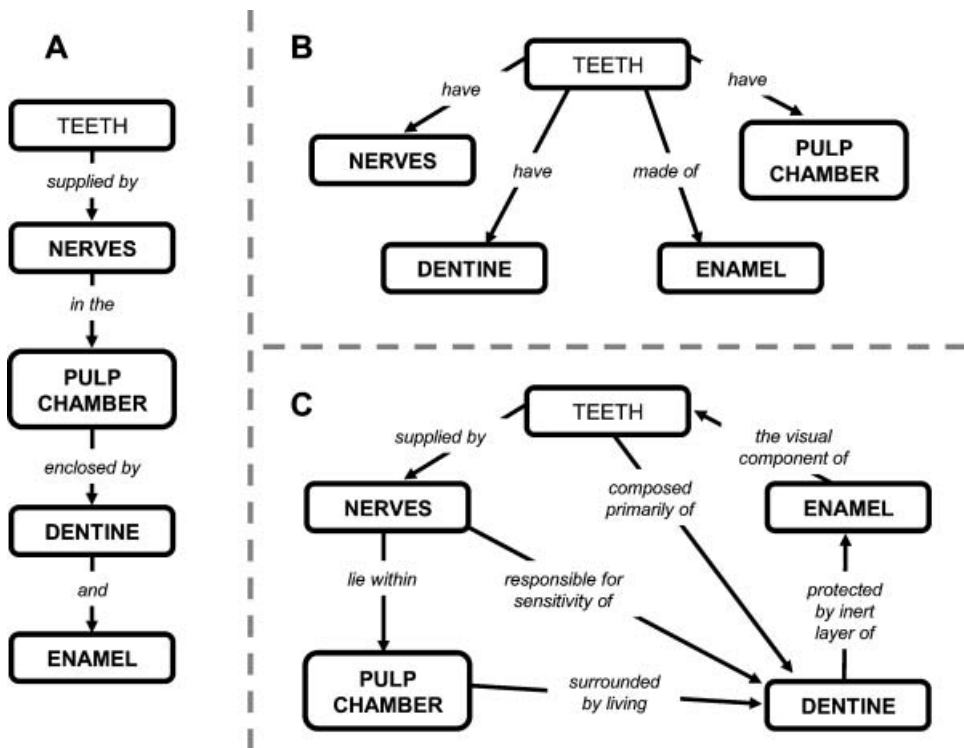 A
TEETH
supplied by
NERVES
in the
PULP
CHAMBER
enclosed by
DENTINE
and
ENAMEL
B
TEETH
have
have
NERVES
PULP
CHAMBER
have
made of
DENTINE
ENAMEL
C
TEETH
supplied by
the visual
component of
NERVES
composed
primarily of
ENAMEL
lie within
responsible for
sensitivity of
protected
by inert
layer of
PULP
CHAMBER
surrounded
by living
DENTINE